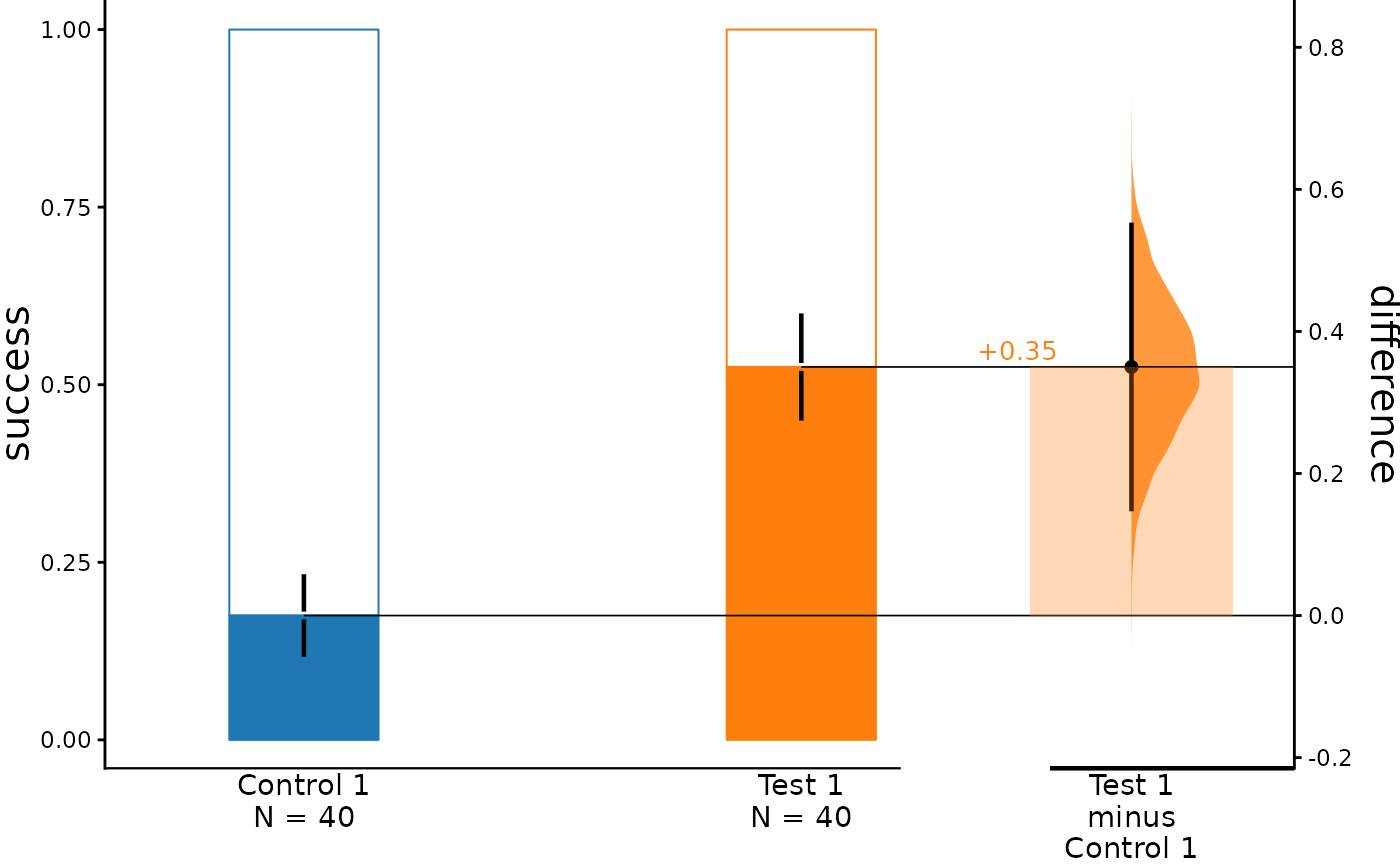 success
1.00
0.75
0.50
0.25
0.00
+0.35
0.8
0.6
0.4
0.2
0.0
-0.2
difference
Control 1
N = 40
Test 1
N = 40
Test 1
minus
Control 1